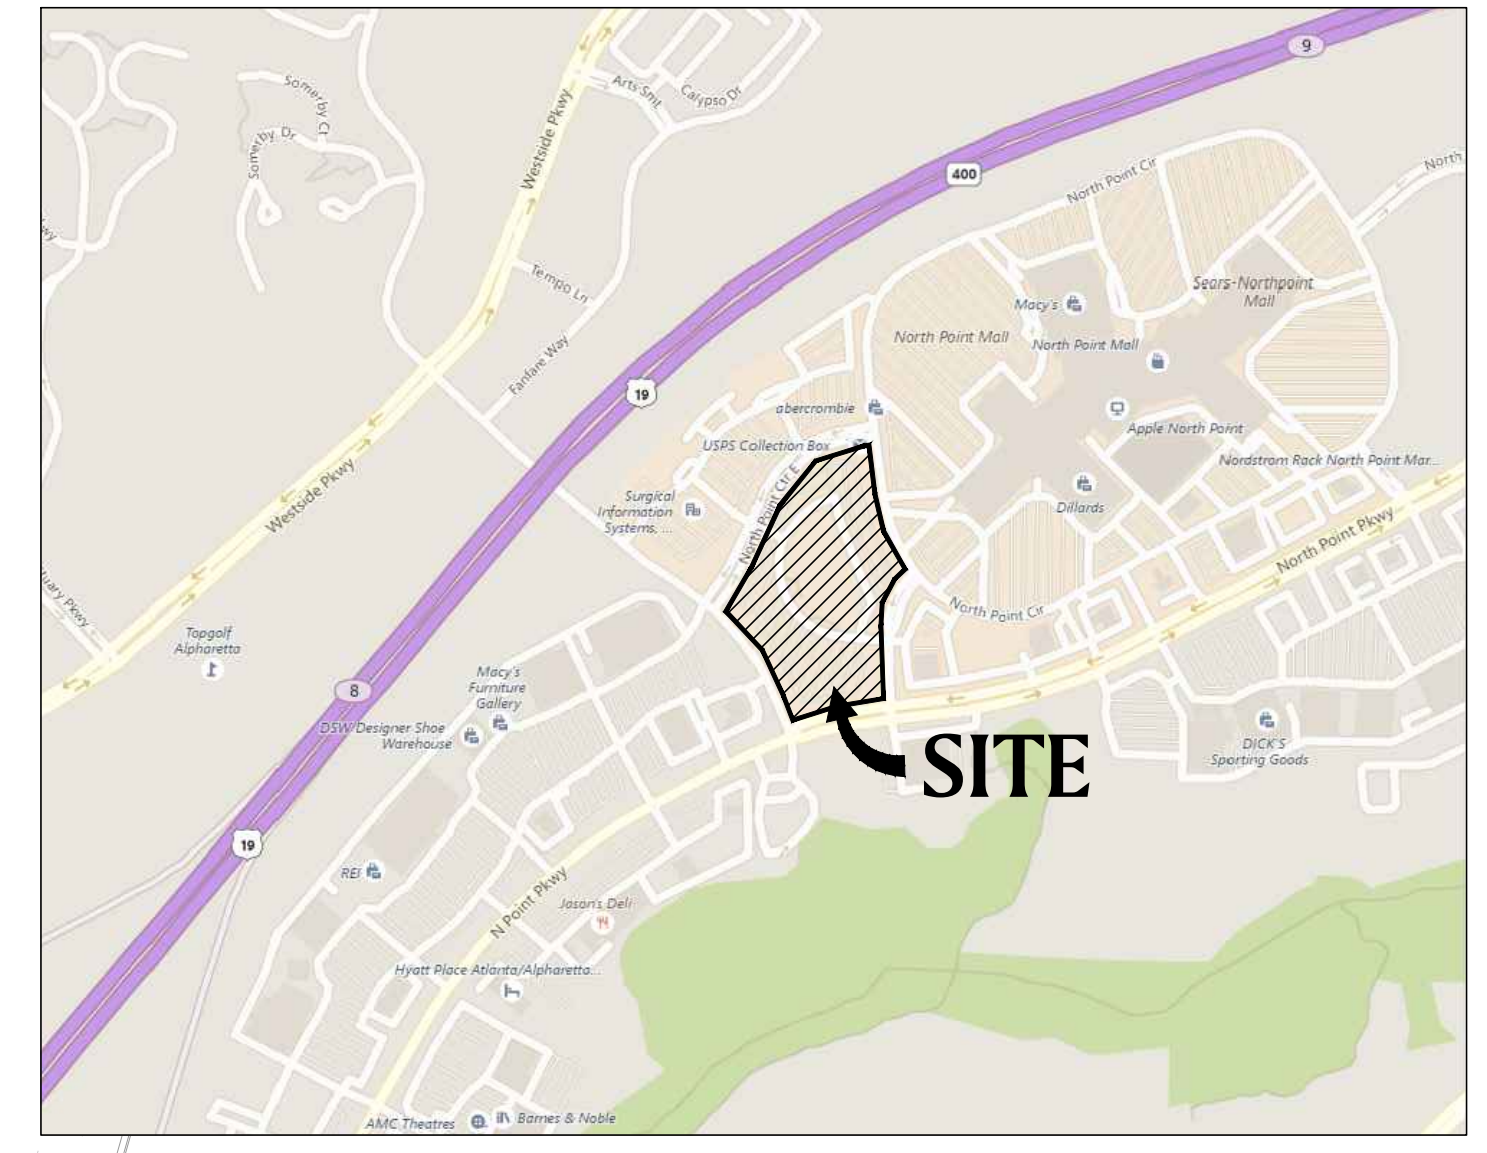 9
Arts Smt
Calypso Dr
Somerby Ct
Westside Pkwy
Somerby Dr
400
North Point Cir
North
wy
Tempo Ln
Sears-Northpoint
Mall
Macy's
North Point Mall
North Point Mall
Fanfare Way
19
abercrombie
Apple North Point
USPS Collection Box
Nordstrom Rack North Point Mar...
Westside Pkwy
Surgical
Information
Systems, ...
North Point Ctr E
Dillards
North Point Pkwy
uary Pkwy
North Point Cir
Topgolf
Alpharetta
Macy's
Furniture
Gallery
8
DSW Designer Shoe
Warehouse
SITE
DICK'S
Sporting Goods
19
REI
N Point Pkwy
Jason's Deli
Hyatt Place Atlanta/Alpharetta...
AMC Theatres
Barnes & Noble